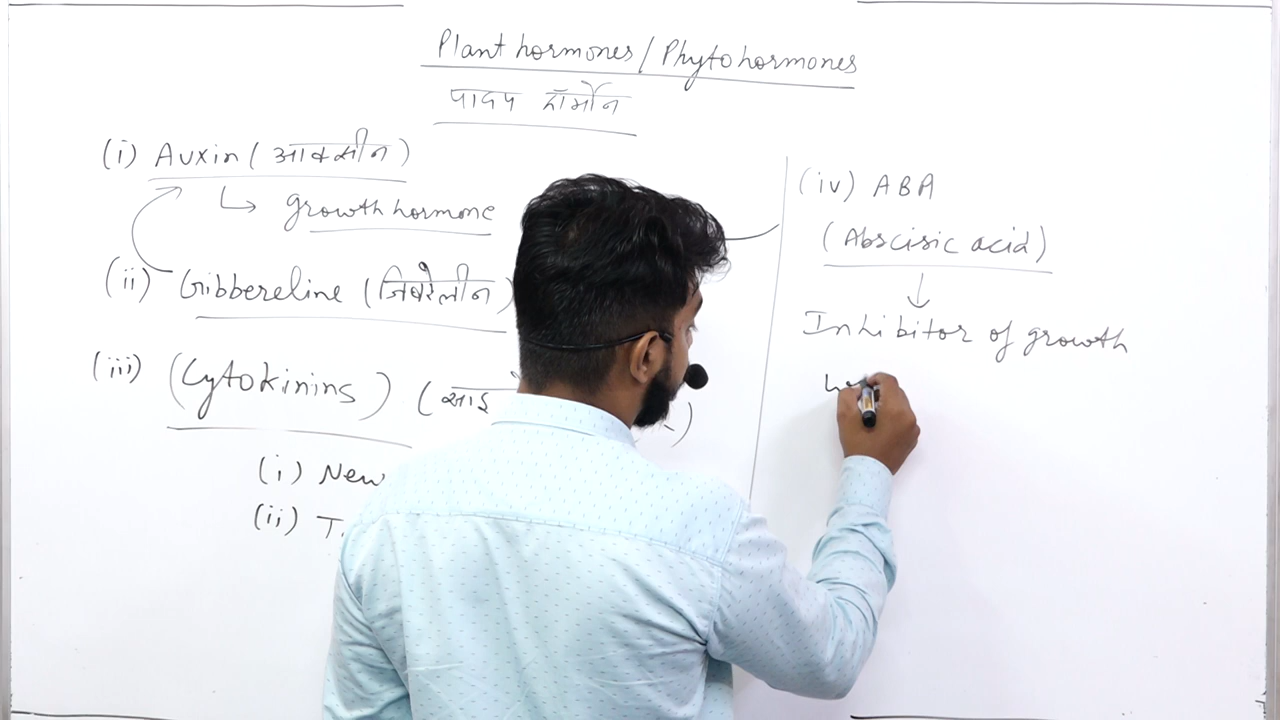 Plant hormones / Phytohormones
पादप हॉर्मोन
(i) Auxin (आक्सीन)
↳ growth hormone
(ii) Gibbereline (जिबरेलीन)
(iii) (Cytokinins) (साइ
(i) New
(ii) T
(iv) ABA
(Abscisic acid)
↓
Inhibitor of growth